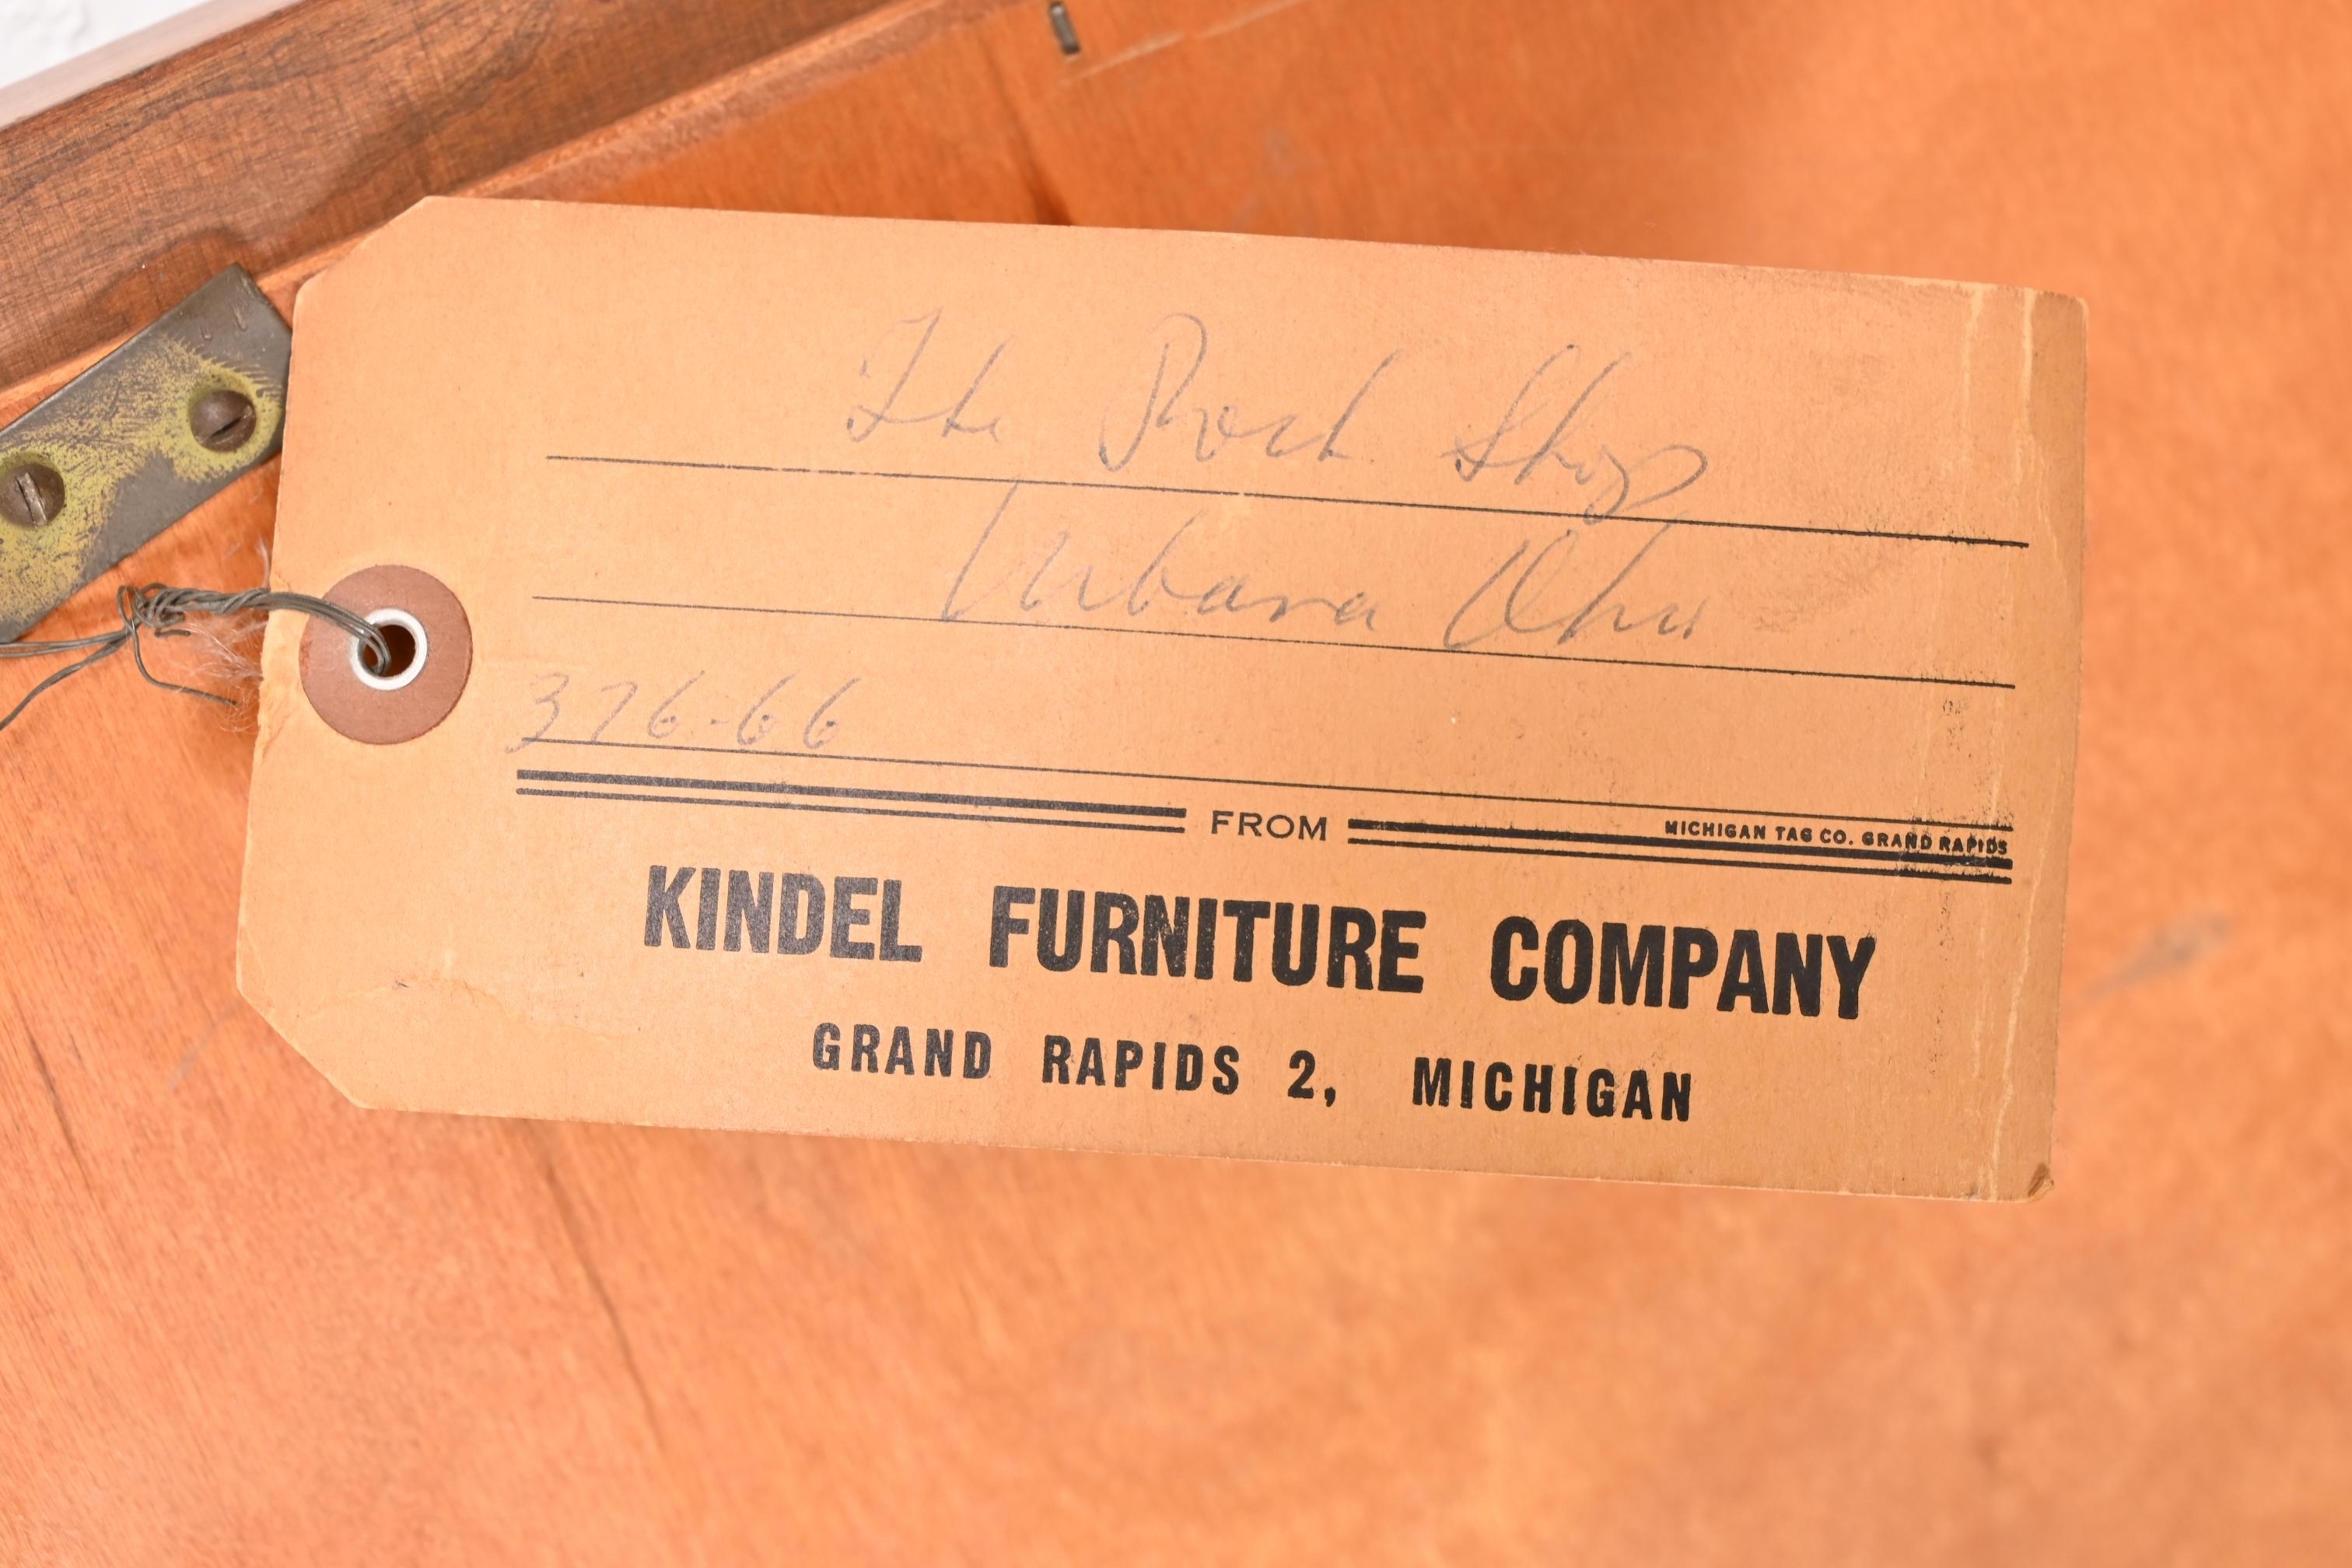 The Shop
Urbana Ohio
376-66
FROM
MICHIGAN TAG CO. GRAND RAPIDS
KINDEL FURNITURE COMPANY
GRAND RAPIDS 2, MICHIGAN